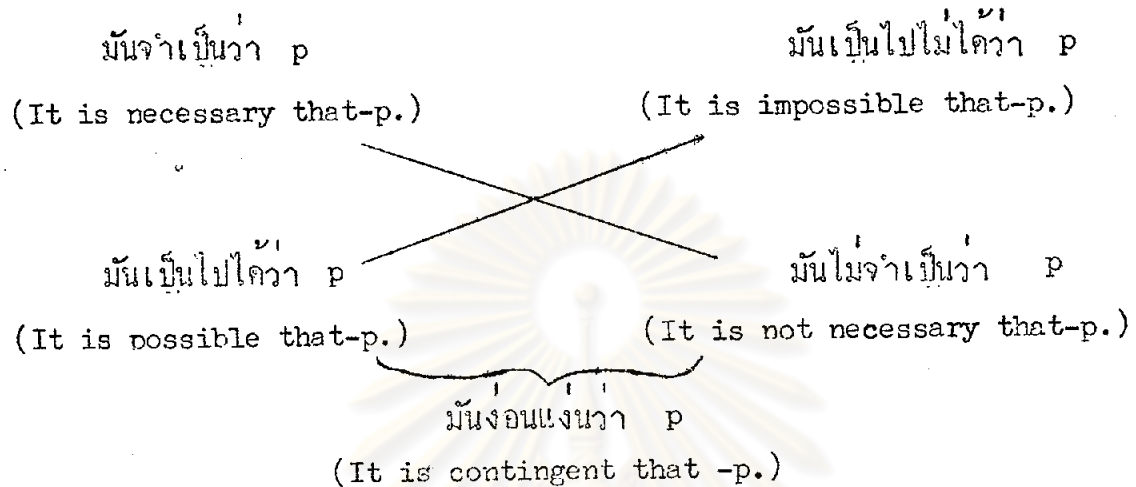 มันจำเป็นว่า p
มันเป็นไปไม่ได้ว่า p
(It is necessary that-p.)
(It is impossible that-p.)
มันเป็นไปได้ว่า p
มันไม่จำเป็นว่า p
(It is possible that-p.)
(It is not necessary that-p.)
มันง่อนแง่นว่า p
(It is contingent that -p.)